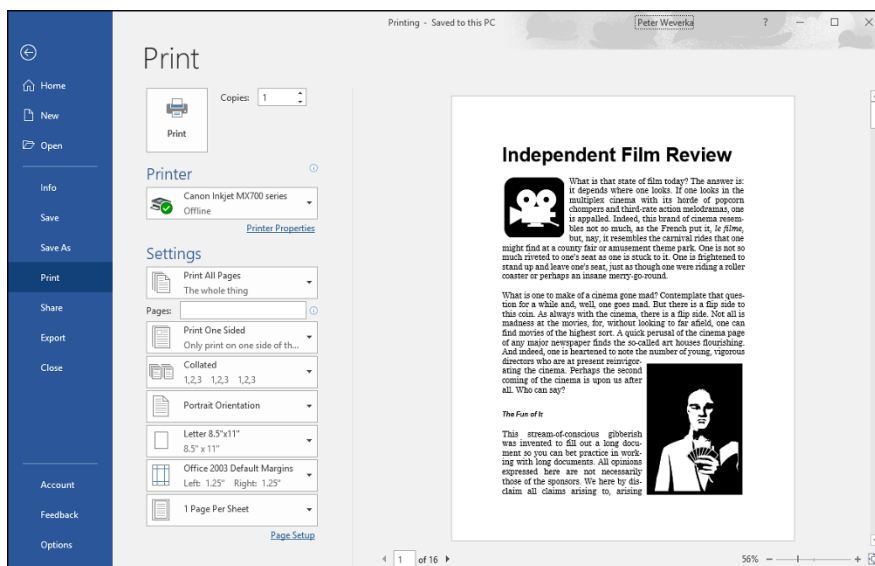 Printing - Saved to this PC
Peter Weverka
?
Home
New
Open
Info
Save
Save As
Print
Share
Export
Close
Account
Feedback
Options
Print
Print
Copies: 1
Printer
Canon Inkjet MX700 series
Offline
Printer Properties
Settings
Print All Pages
The whole thing
Pages:
Print One Sided
Only print on one side of th...
Collated
1,2,3 1,2,3 1,2,3
Portrait Orientation
Letter 8.5"x11"
8.5" x 11"
Office 2003 Default Margins
Left: 1.25" Right: 1.25"
1 Page Per Sheet
Page Setup
Independent Film Review
What is that state of film today? The answer is:
it depends where one looks. If one looks in the
multiplex cinema with its horde of popcorn
chompers and third-rate action melodramas, one
is appalled. Indeed, this brand of cinema resem-
bles not so much, as the French put it, le filme,
but, nay, it resembles the carnival rides that one
might find at a county fair or amusement theme park. One is not so
much riveted to one's seat as one is stuck to it. One is frightened to
stand up and leave one's seat, just as though one were riding a roller
coaster or perhaps an insane merry-go-round.
What is one to make of a cinema gone mad? Contemplate that ques-
tion for a while and, well, one goes mad. But there is a flip side to
this coin. As always with the cinema, there is a flip side. Not all is
madness at the movies, for, without looking to far afield, one can
find movies of the highest sort. A quick perusal of the cinema page
of any major newspaper finds the so-called art houses flourishing.
And indeed, one is heartened to note the number of young, vigorous
directors who are at present reinvigor-
ating the cinema. Perhaps the second
coming of the cinema is upon us after
all. Who can say?
The Fun of It
This stream-of-conscious gibberish
was invented to fill out a long docu-
ment so you can bet practice in work-
ing with long documents. All opinions
expressed here are not necessarily
those of the sponsors. We here by dis-
claim all claims arising to, arising
1 of 16
56%